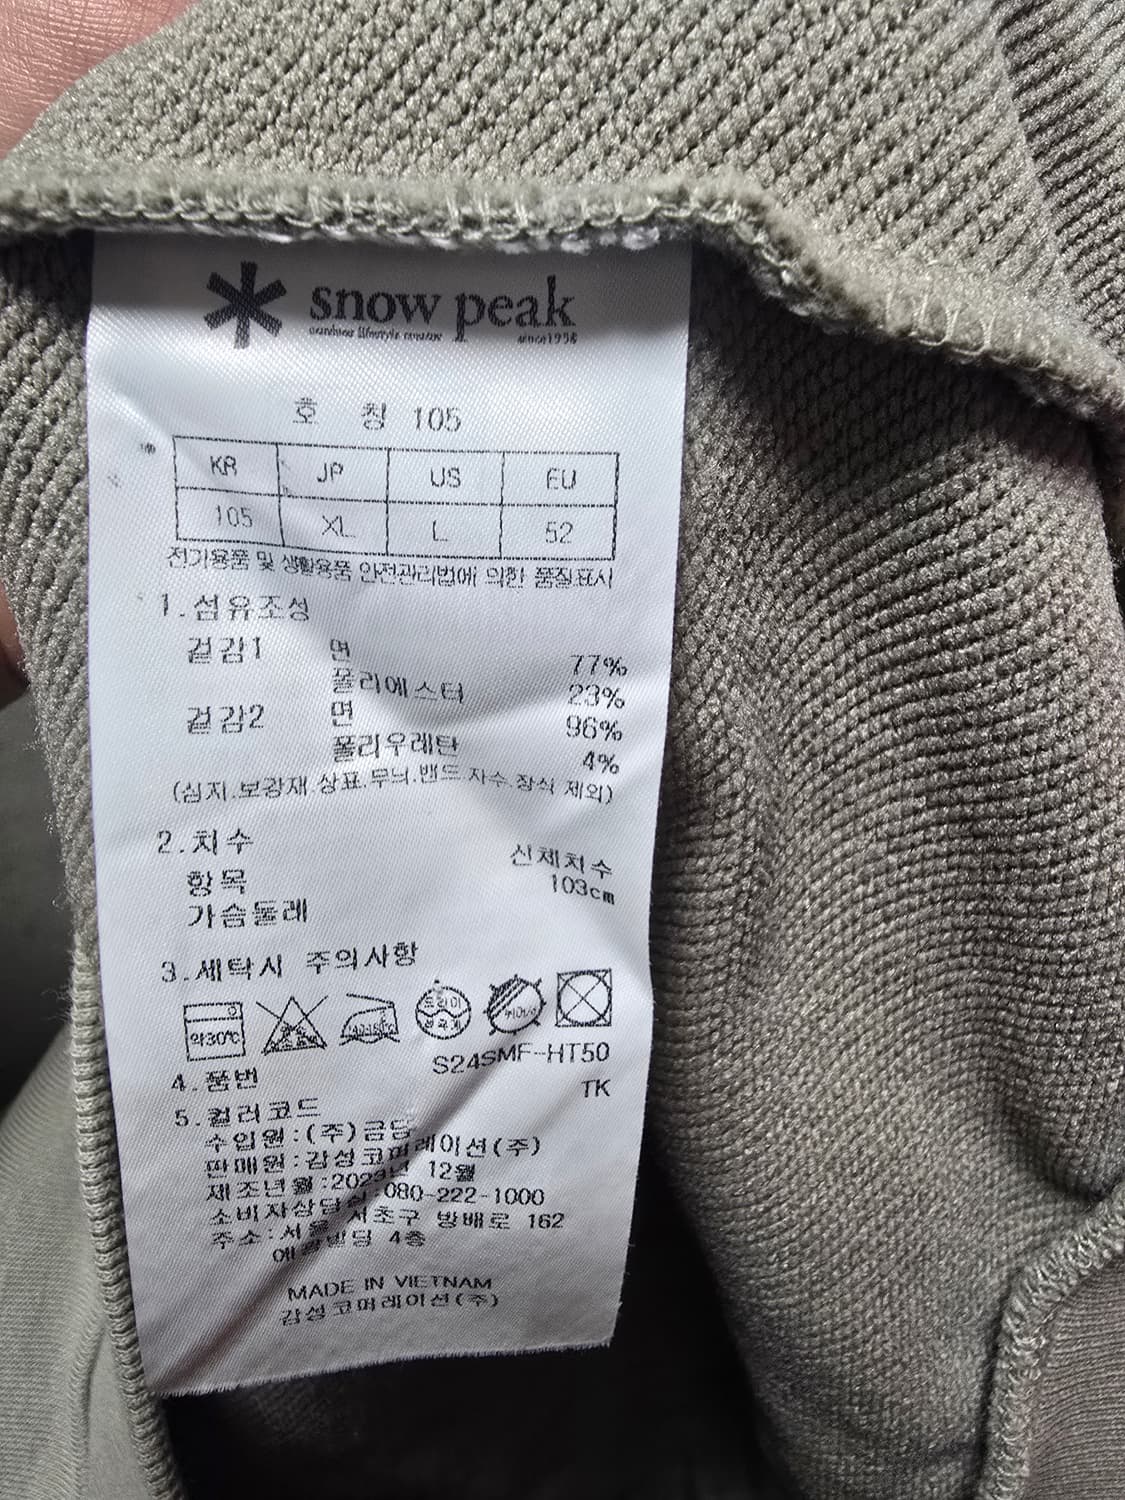 snow peak
outdoor lifestyle creator since1958
호 칭 105
KR JP US EU
105 XL L 52
전기용품 및 생활용품 안전관리법에 의한 품질표시
1.섬유조성
겉감1 면 77%
폴리에스터 23%
겉감2 면 96%
폴리우레탄 4%
(심지.보강재.상표.무늬.밴드.자수.장식 제외)
2.치수
항목 신체치수
가슴둘레 103cm
3.세탁시 주의사항
약30℃ 드라이
S24SMF-HT50
4.품번
TK
5.컬러코드
수입원:(주)금담
판매원:감성코퍼레이션(주)
제조년월:2023년 12월
소비자상담실:080-222-1000
주소:서울 서초구 방배로 162
빌딩 4층
MADE IN VIETNAM
감성코퍼레이션(주)